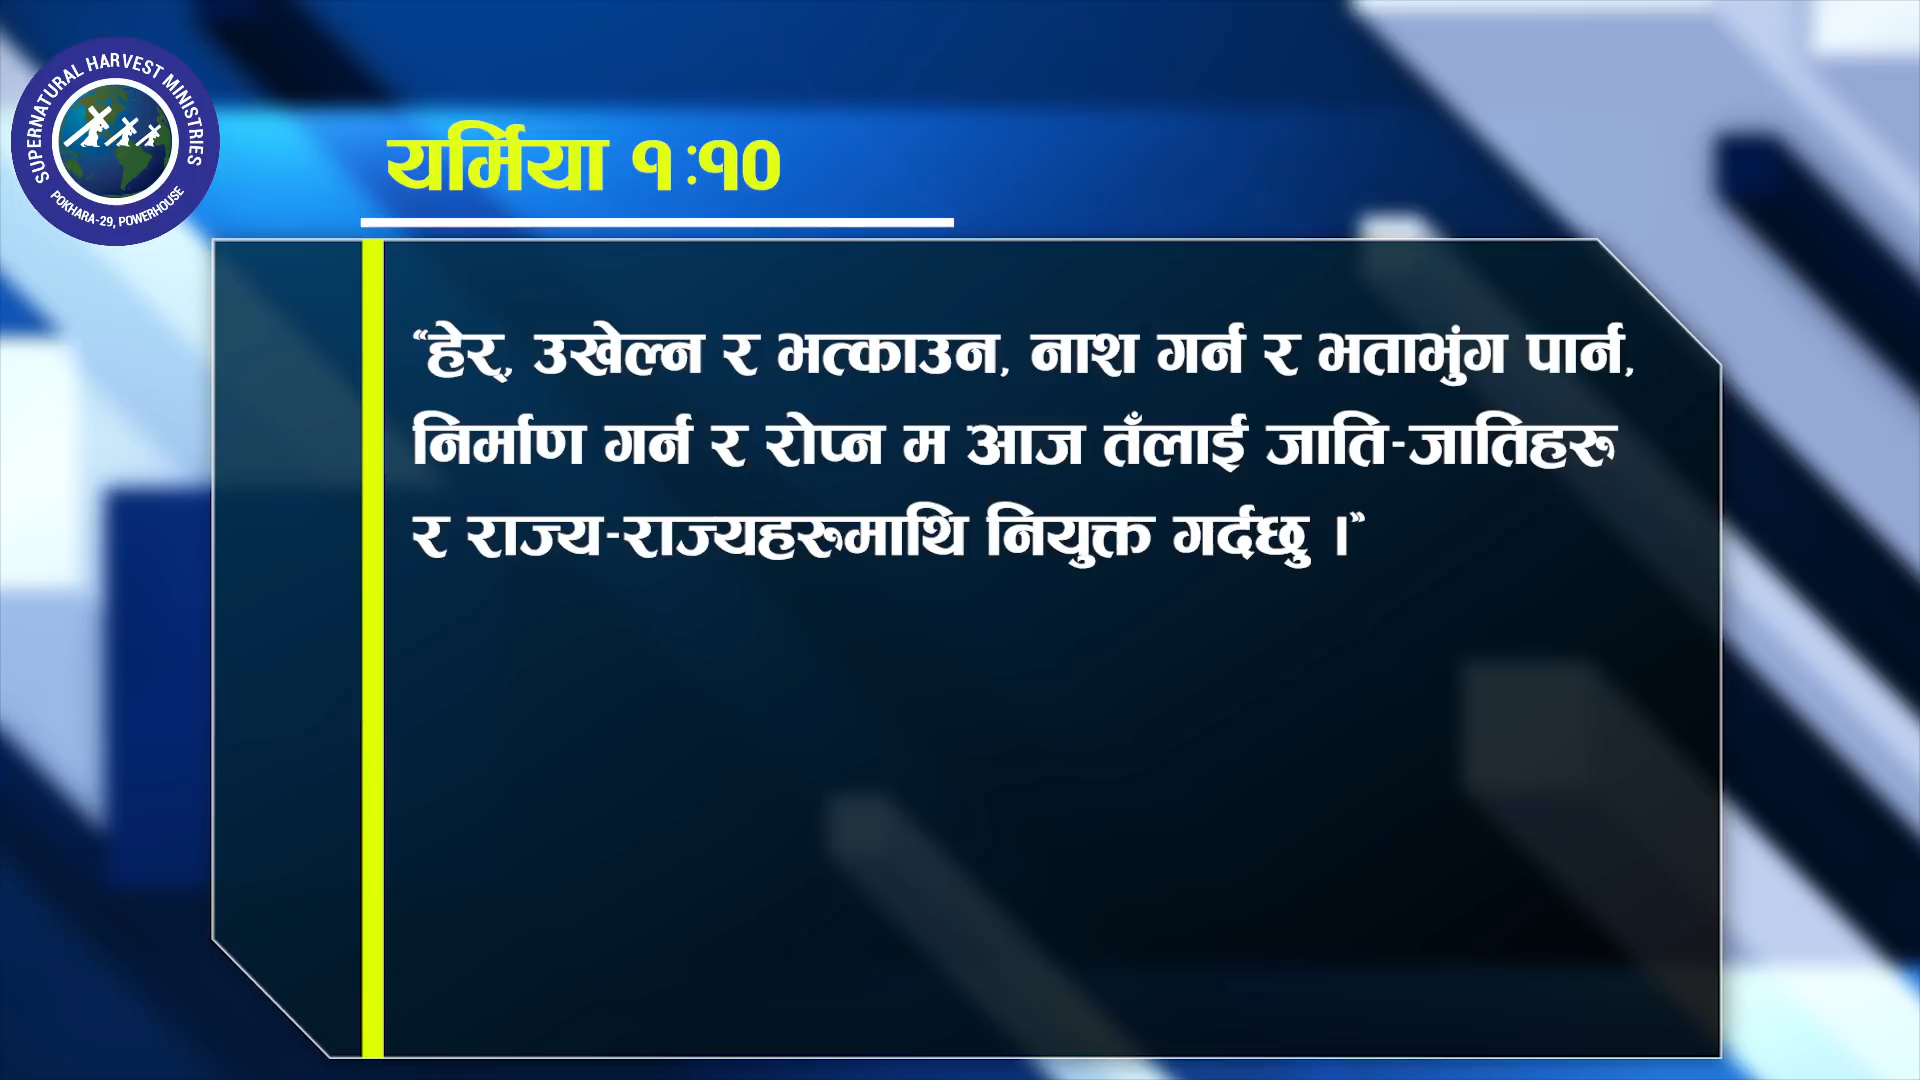 SUPERNATURAL HARVEST MINISTRIES
POKHARA-29, POWERHOUSE
यर्मिया १:१०
“हेर्, उखेल्न र भत्काउन, नाश गर्न र भताभुंग पार्न,
निर्माण गर्न र रोप्न म आज तँलाई जाति-जातिहरु
र राज्य-राज्यहरुमाथि नियुक्त गर्दछु ।”